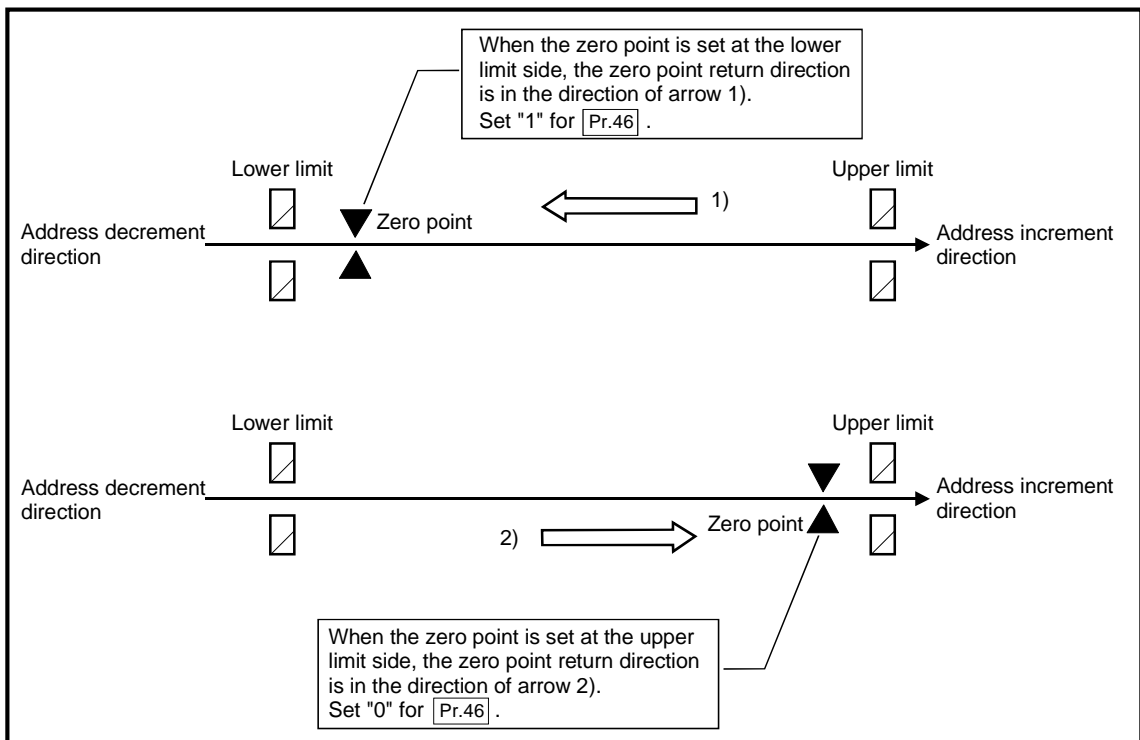 When the zero point is set at the lower
limit side, the zero point return direction
is in the direction of arrow 1).
Set "1" for Pr.46 .
Lower limit
Upper limit
1)
Zero point
Address decrement
direction
Address increment
direction
Lower limit
Upper limit
Address decrement
direction
Address increment
direction
2)
Zero point
When the zero point is set at the upper
limit side, the zero point return direction
is in the direction of arrow 2).
Set "0" for Pr.46 .